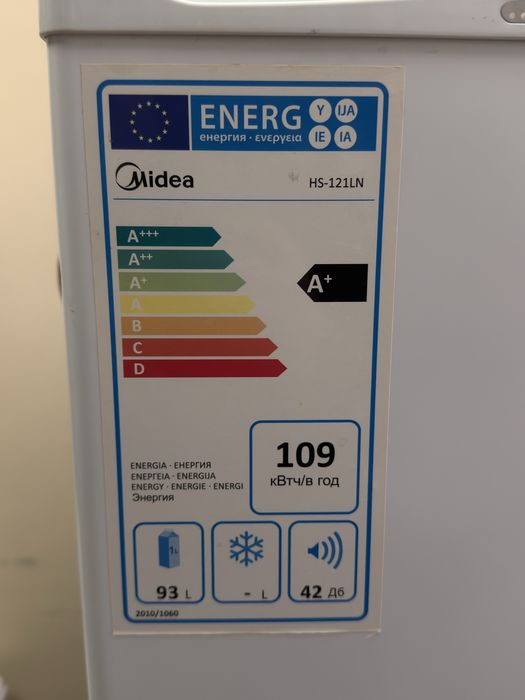 ENERG Y IJA
енергия · ενεργεια IE IA
Midea HS-121LN
A+++
A++
A+
A
B
C
D
A+
109
кВтч/в год
ENERGIA · ЕНЕРГИЯ
ΕΝΕΡΓΕΙΑ · ENERGIJA
ENERGY · ENERGIE · ENERGI
Энергия
1L
93 L
- L
42 Дб
2010/1060